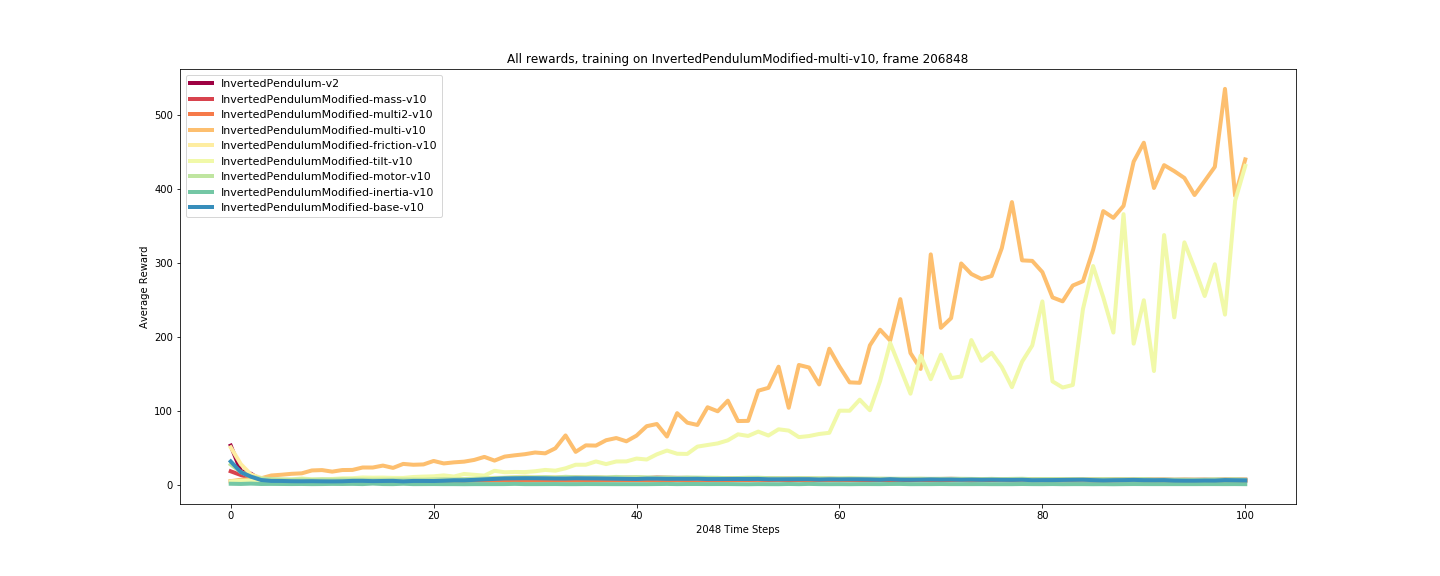 All rewards, training on InvertedPendulumModified-multi-v10, frame 206848
InvertedPendulum-v2
InvertedPendulumModified-mass-v10
InvertedPendulumModified-multi2-v10
InvertedPendulumModified-multi-v10
InvertedPendulumModified-friction-v10
InvertedPendulumModified-tilt-v10
InvertedPendulumModified-motor-v10
InvertedPendulumModified-inertia-v10
InvertedPendulumModified-base-v10
Average Reward
500
400
300
200
100
0
0 20 40 60 80 100
2048 Time Steps